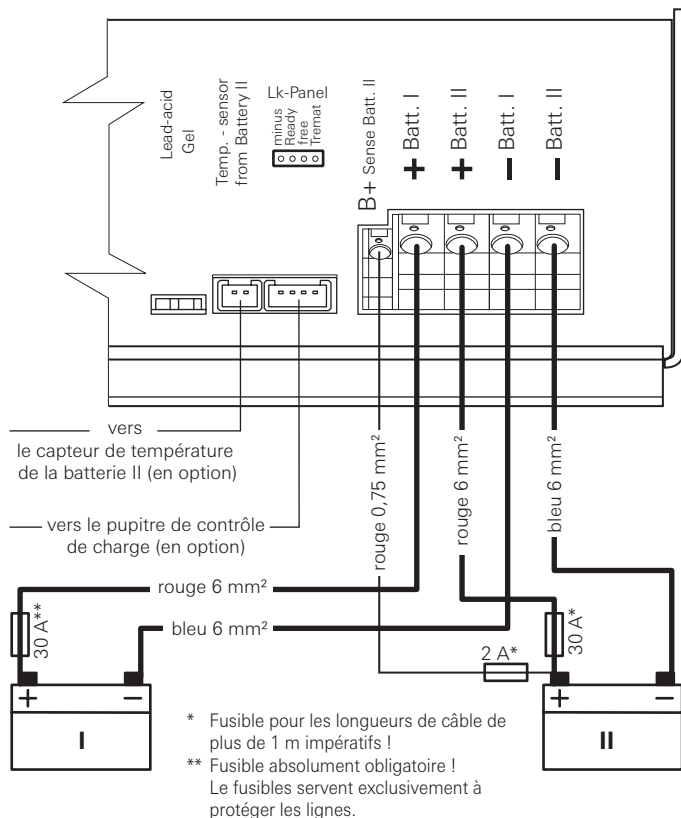 Lead-acid
Gel
Temp. - sensor
from Battery II
Lk-Panel
minus
Ready
free
Tremat
B+ Sense Batt. II
+ Batt. I
+ Batt. II
− Batt. I
− Batt. II
vers
le capteur de température
de la batterie II (en option)
vers le pupitre de contrôle
de charge (en option)
rouge 0,75 mm²
rouge 6 mm²
bleu 6 mm²
rouge 6 mm²
bleu 6 mm²
30 A**
2 A*
30 A*
+ −
I
+ −
II
* Fusible pour les longueurs de câble de
plus de 1 m impératifs !
** Fusible absolument obligatoire !
Le fusibles servent exclusivement à
protéger les lignes.